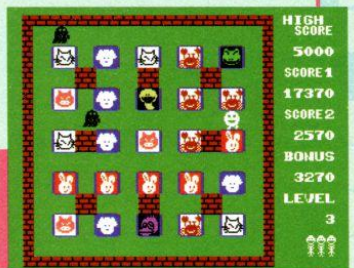 HIGH
SCORE
5000
SCORE1
17370
SCORE2
2570
BONUS
3270
LEVEL
3